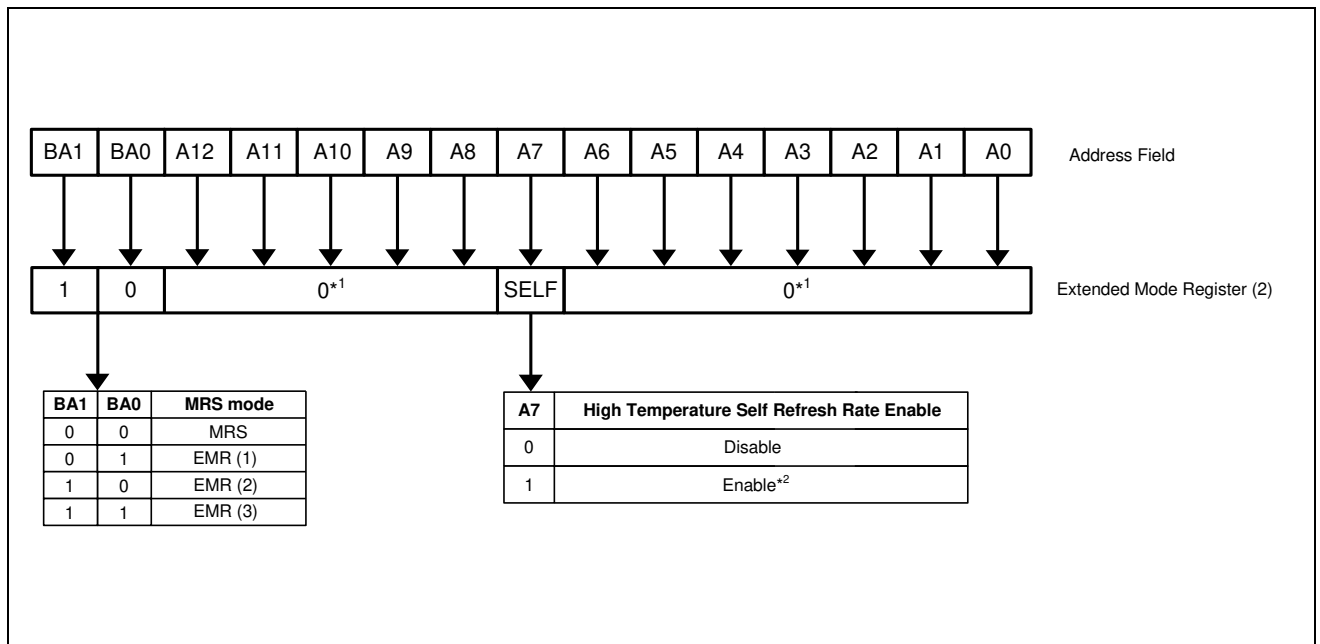 BA1 BA0 A12 A11 A10 A9 A8 A7 A6 A5 A4 A3 A2 A1 A0 Address Field
1 0 0*1 SELF 0*1 Extended Mode Register (2)
BA1 BA0 MRS mode
0 0 MRS
0 1 EMR (1)
1 0 EMR (2)
1 1 EMR (3)
A7 High Temperature Self Refresh Rate Enable
0 Disable
1 Enable*2